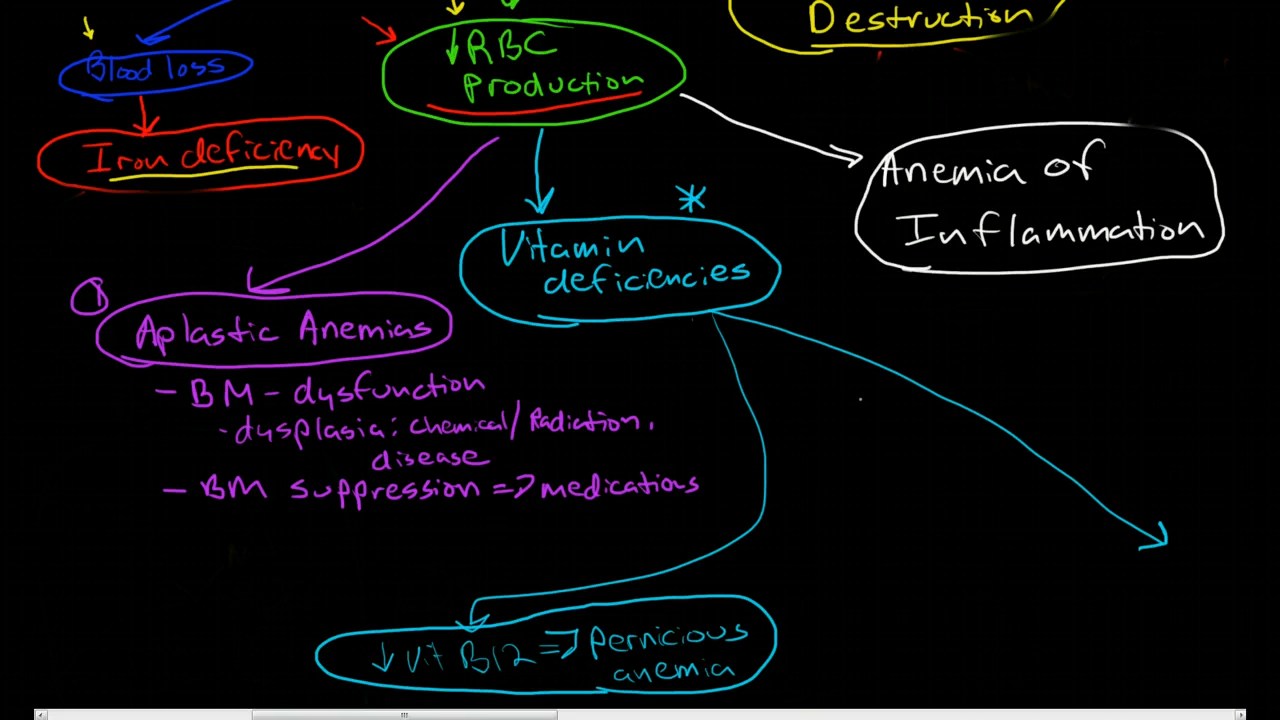 Destruction
Blood loss
↓ RBC
Production
Iron deficiency
Anemia of
Inflammation
*
Vitamin
deficiencies
1
Aplastic Anemias
- BM - dysfunction
- dysplasia: chemical/Radiation,
disease
- BM suppression => medications
↓ Vit B12 => Pernicious
anemia